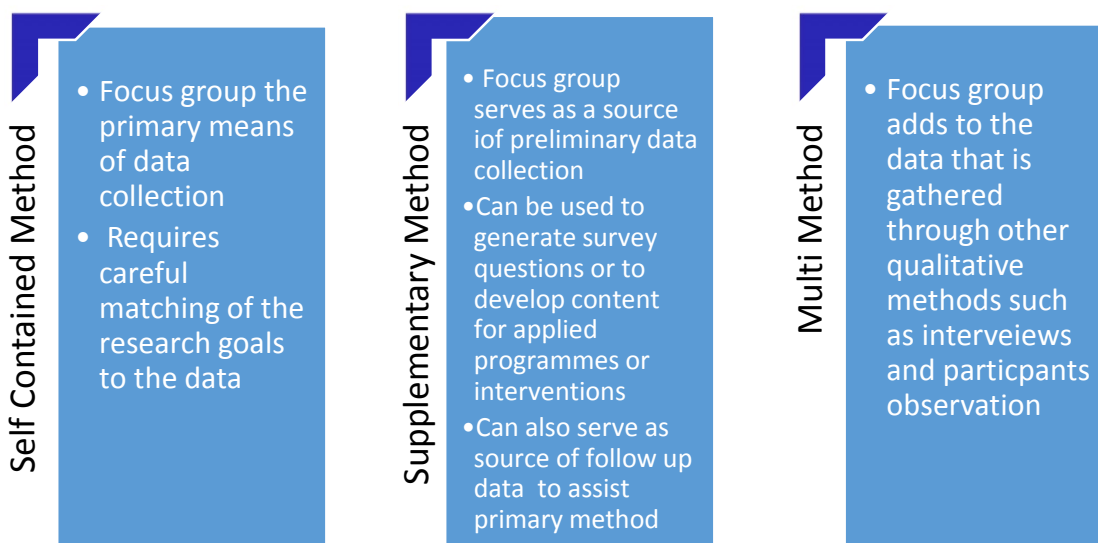 Self Contained Method
• Focus group the
primary means
of data
collection
• Requires
careful
matching of the
research goals
to the data
Supplementary Method
• Focus group
serves as a source
iof preliminary data
collection
•Can be used to
generate survey
questions or to
develop content
for applied
programmes or
interventions
•Can also serve as
source of follow up
data to assist
primary method
Multi Method
• Focus group
adds to the
data that is
gathered
through other
qualitative
methods such
as interveiews
and particpants
observation